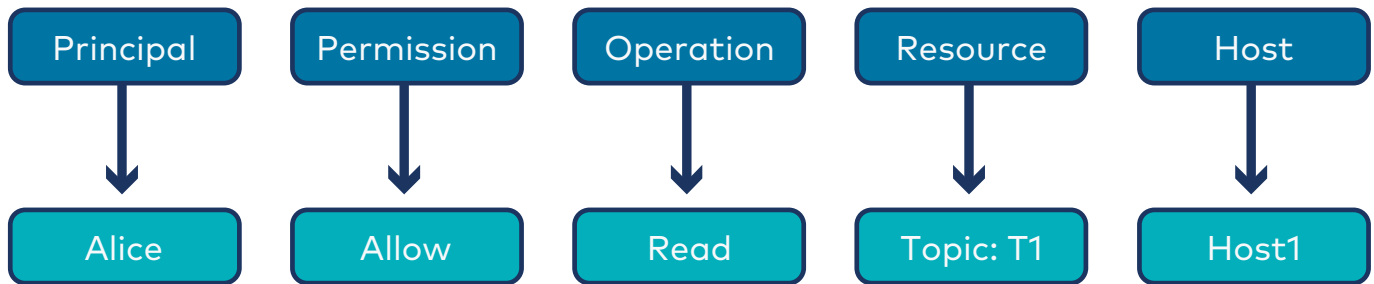 Principal
Permission
Operation
Resource
Host
Alice
Allow
Read
Topic: T1
Host1